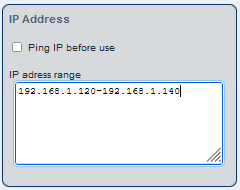 IP Address
Ping IP before use
IP adress range
192.168.1.120-192.168.1.140